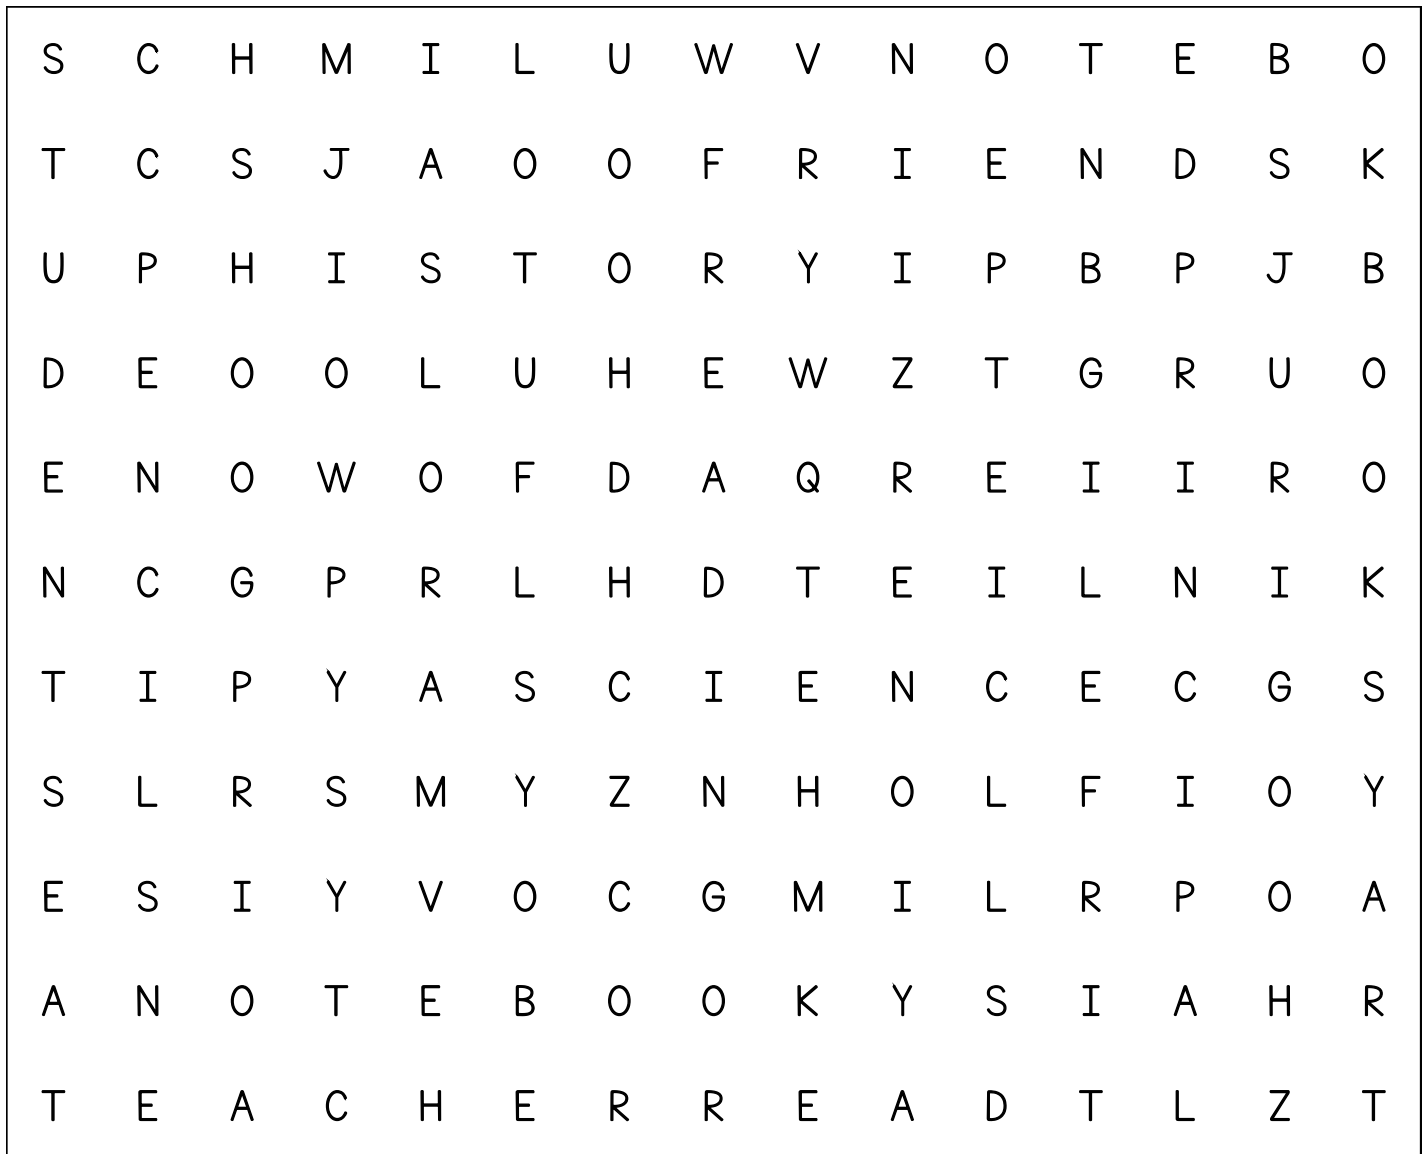 S C H M I L U W V N O T E B O
T C S J A O O F R I E N D S K
U P H I S T O R Y I P B P J B
D E O O L U H E W Z T G R U O
E N O W O F D A Q R E I I R O
N C G P R L H D T E I L N I K
T I P Y A S C I E N C E C G S
S L R S M Y Z N H O L F I O Y
E S I Y V O C G M I L R P O A
A N O T E B O O K Y S I A H R
T E A C H E R R E A D T L Z T